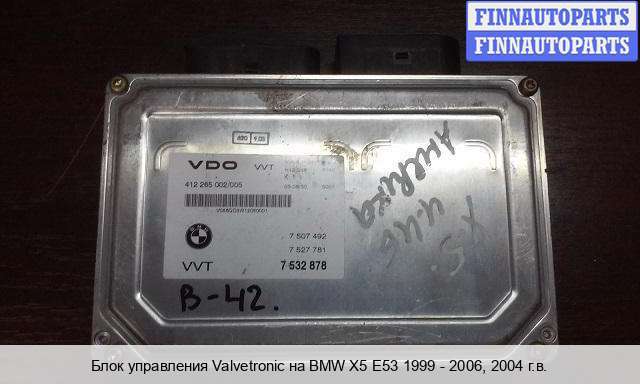 FINNAUTOPARTS
FINNAUTOPARTS
VDO VVT
412 265 002/005
7 507 492
7 527 781
VVT 7 532 878
B-42.
Америка
X5
4.4i
Блок управления Valvetronic на BMW X5 E53 1999 - 2006, 2004 г.в.